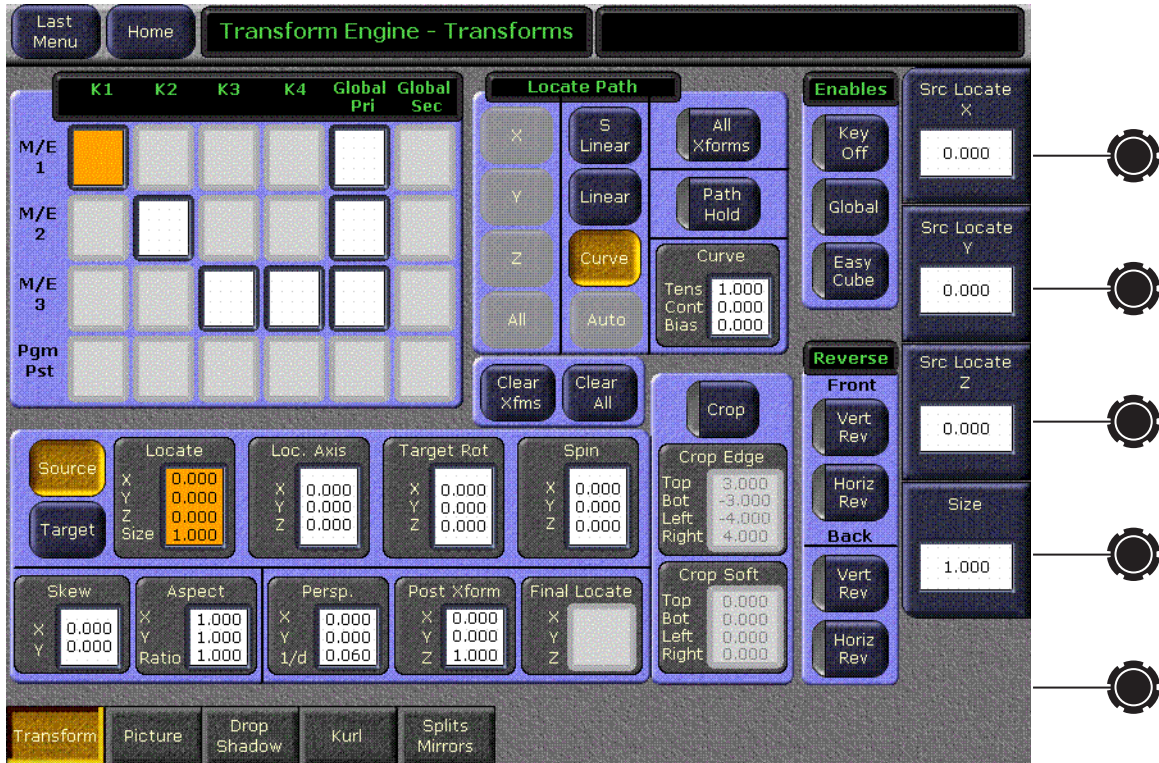 Last Menu
Home
Transform Engine - Transforms
K1 K2 K3 K4 Global Pri Global Sec
M/E 1
M/E 2
M/E 3
Pgm Pst
Locate Path
X
Y
Z
All
S Linear
Linear
Curve
Auto
All Xforms
Path Hold
Curve
Tens 1.000
Cont 0.000
Bias 0.000
Clear Xfms
Clear All
Enables
Key Off
Global
Easy Cube
Reverse
Front
Vert Rev
Horiz Rev
Back
Vert Rev
Horiz Rev
Src Locate X
0.000
Src Locate Y
0.000
Src Locate Z
0.000
Size
1.000
Source
Target
Locate
X 0.000
Y 0.000
Z 0.000
Size 1.000
Loc. Axis
X 0.000
Y 0.000
Z 0.000
Target Rot
X 0.000
Y 0.000
Z 0.000
Spin
X 0.000
Y 0.000
Z 0.000
Skew
X 0.000
Y 0.000
Aspect
X 1.000
Y 1.000
Ratio 1.000
Persp.
X 0.000
Y 0.000
1/d 0.060
Post Xform
X 0.000
Y 0.000
Z 1.000
Final Locate
X
Y
Z
Crop
Crop Edge
Top 3.000
Bot -3.000
Left -4.000
Right 4.000
Crop Soft
Top 0.000
Bot 0.000
Left 0.000
Right 0.000
Transform
Picture
Drop Shadow
Kurl
Splits Mirrors